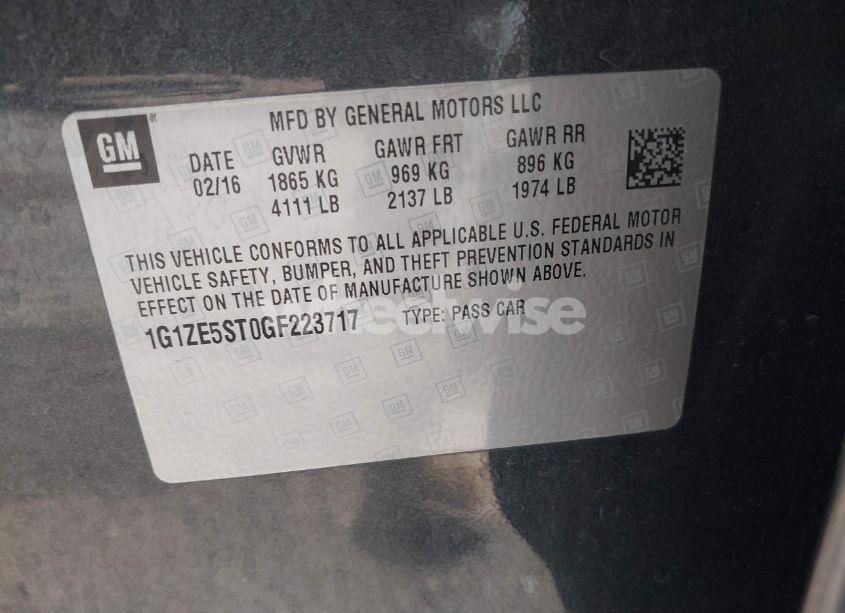 GM
MFD BY GENERAL MOTORS LLC
DATE GVWR GAWR FRT GAWR RR
02/16 1865 KG 969 KG 896 KG
4111 LB 2137 LB 1974 LB
THIS VEHICLE CONFORMS TO ALL APPLICABLE U.S. FEDERAL MOTOR
VEHICLE SAFETY, BUMPER, AND THEFT PREVENTION STANDARDS IN
EFFECT ON THE DATE OF MANUFACTURE SHOWN ABOVE.
1G1ZE5ST0GF223717 TYPE: PASS CAR